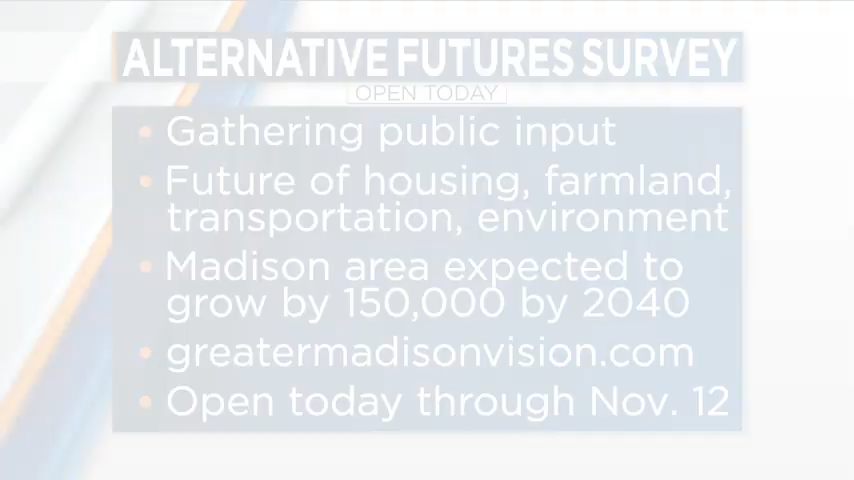 ALTERNATIVE FUTURES SURVEY
OPEN TODAY
• Gathering public input
• Future of housing, farmland,
transportation, environment
• Madison area expected to
grow by 150,000 by 2040
• greatermadisonvision.com
• Open today through Nov. 12